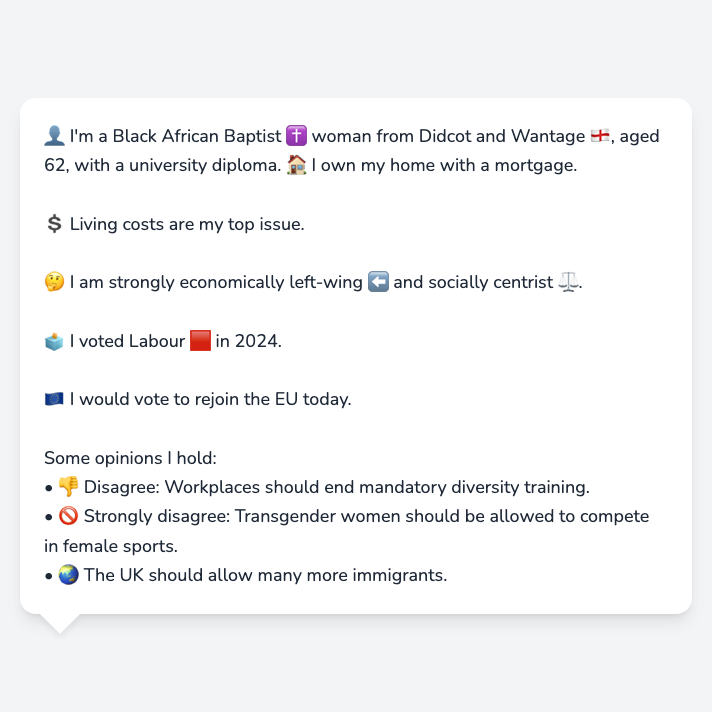 👤 I'm a Black African Baptist ✝️ woman from Didcot and Wantage 🏴󠁧󠁢󠁥󠁮󠁧󠁿, aged
62, with a university diploma. 🏠 I own my home with a mortgage.
💲 Living costs are my top issue.
🤔 I am strongly economically left-wing ⬅️ and socially centrist ⚖️.
🗳️ I voted Labour 🟥 in 2024.
🇪🇺 I would vote to rejoin the EU today.
Some opinions I hold:
• 👎 Disagree: Workplaces should end mandatory diversity training.
• 🚫 Strongly disagree: Transgender women should be allowed to compete
in female sports.
• 🌏 The UK should allow many more immigrants.